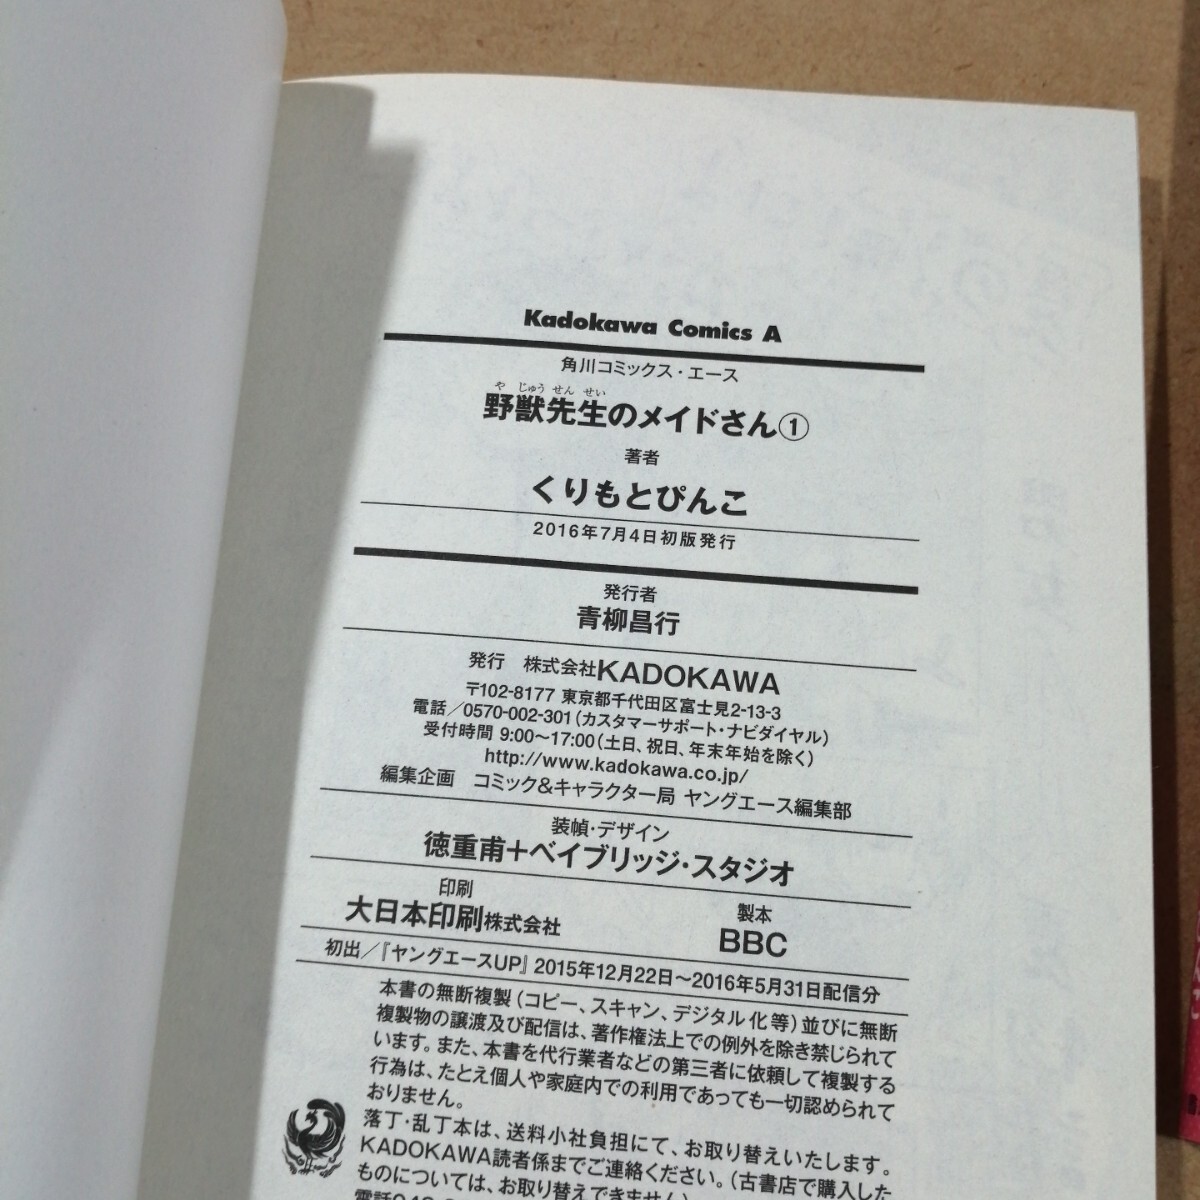 Kadokawa Comics A
角川コミックス・エース
や じゅう せん せい
野獣先生のメイドさん①
著者
くりもとぴんこ
2016年7月4日初版発行
発行者
青柳昌行
発行 株式会社KADOKAWA
〒102-8177 東京都千代田区富士見2-13-3
電話／0570-002-301（カスタマーサポート・ナビダイヤル）
受付時間 9:00〜17:00（土日、祝日、年末年始を除く）
http://www.kadokawa.co.jp/
編集企画 コミック&キャラクター局 ヤングエース編集部
装幀・デザイン
徳重甫＋ベイブリッジ・スタジオ
印刷
大日本印刷株式会社
製本
BBC
初出／『ヤングエースUP』2015年12月22日〜2016年5月31日配信分
本書の無断複製（コピー、スキャン、デジタル化等）並びに無断
複製物の譲渡及び配信は、著作権法上での例外を除き禁じられて
います。また、本書を代行業者などの第三者に依頼して複製する
行為は、たとえ個人や家庭内での利用であっても一切認められて
おりません。
落丁・乱丁本は、送料小社負担にて、お取り替えいたします。
KADOKAWA読者係までご連絡ください。（古書店で購入した
ものについては、お取り替えできません）